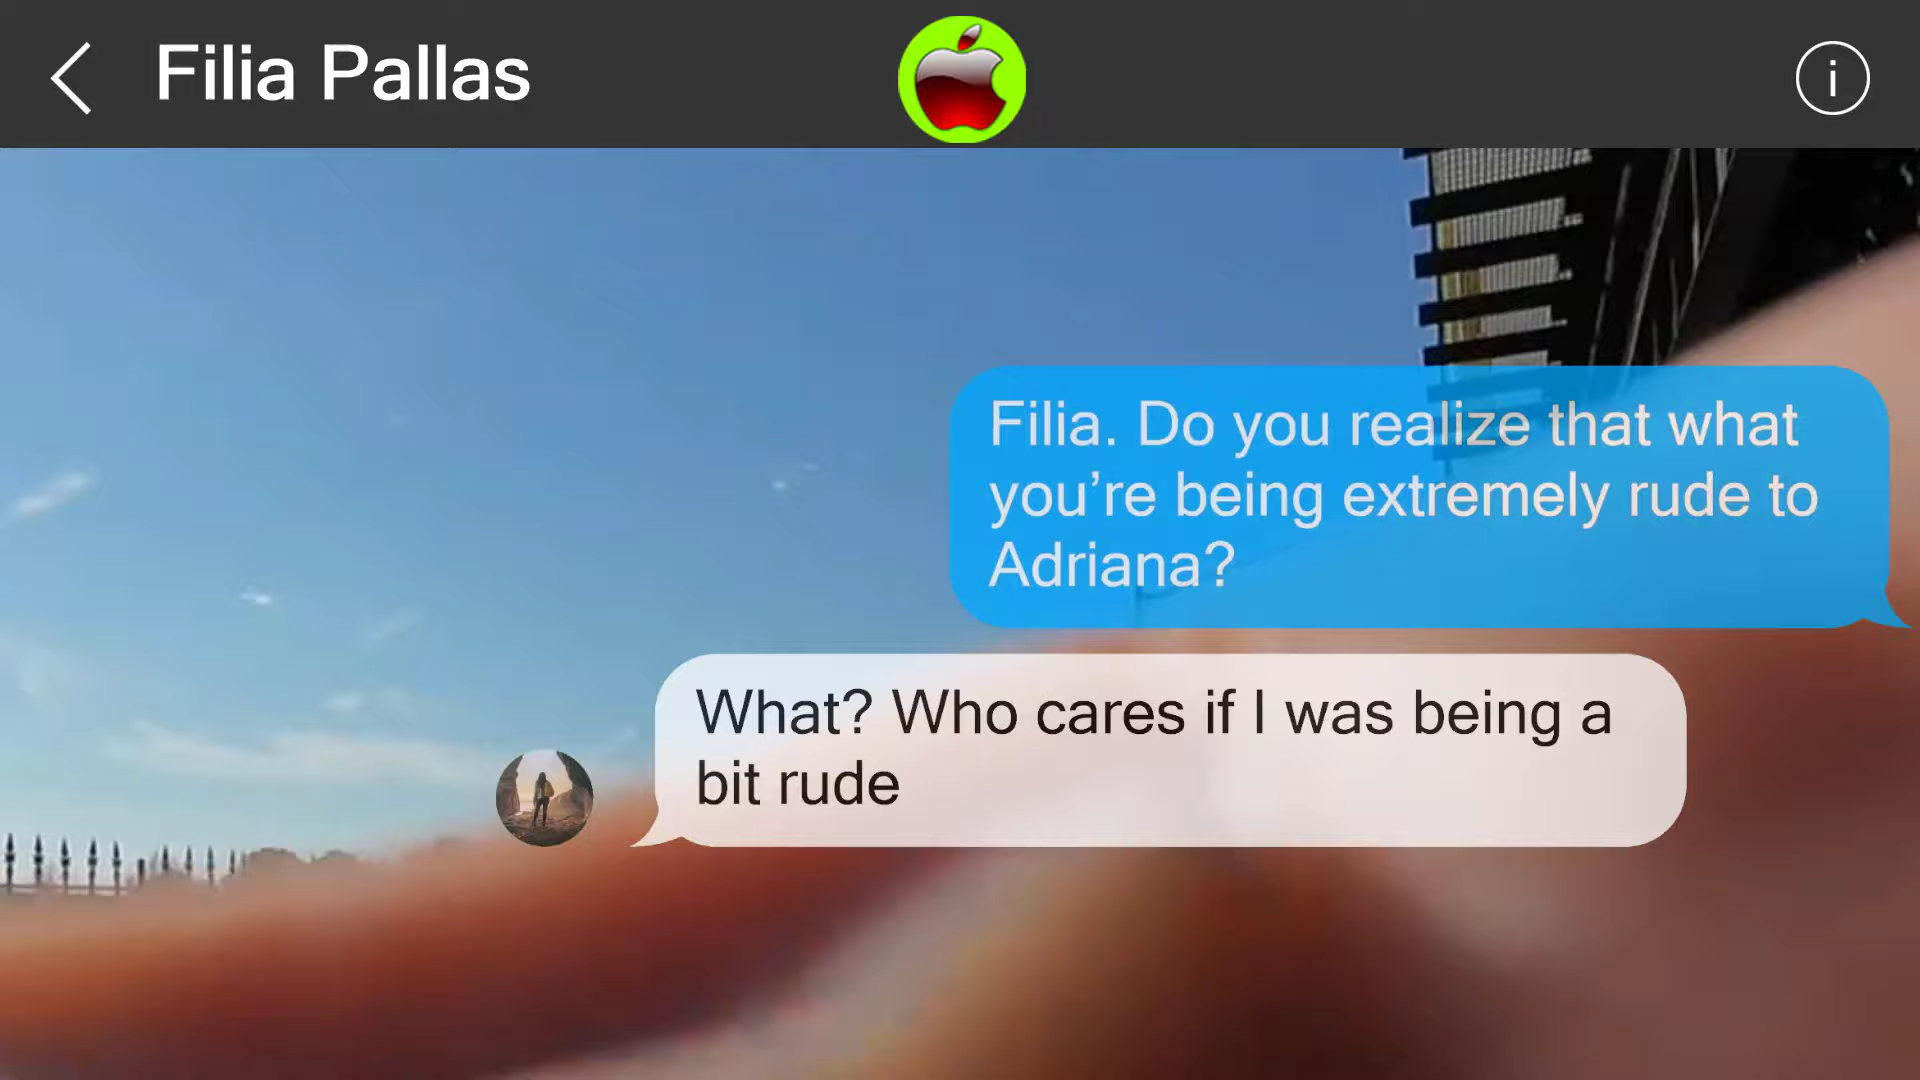 Filia Pallas
Filia. Do you realize that what
you’re being extremely rude to
Adriana?
What? Who cares if I was being a
bit rude